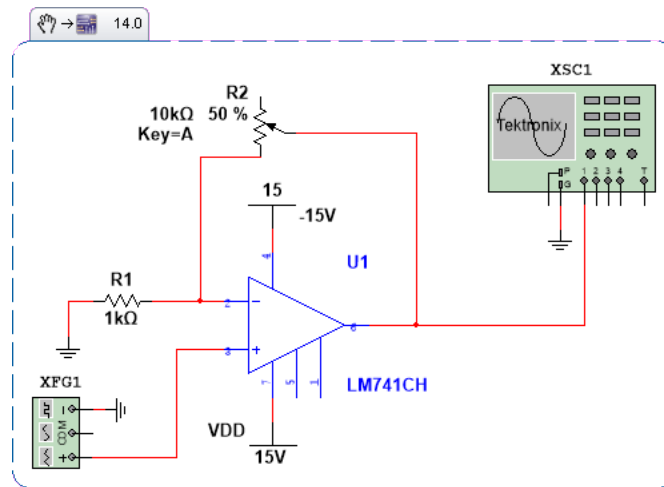 14.0
XSC1
R2
10kΩ 50 %
Key=A
Tektronix
P
G
1 2 3 4 T
15
-15V
4
U1
R1
1kΩ
2
6
3
XFG1
7 5 1
LM741CH
COM
VDD
15V